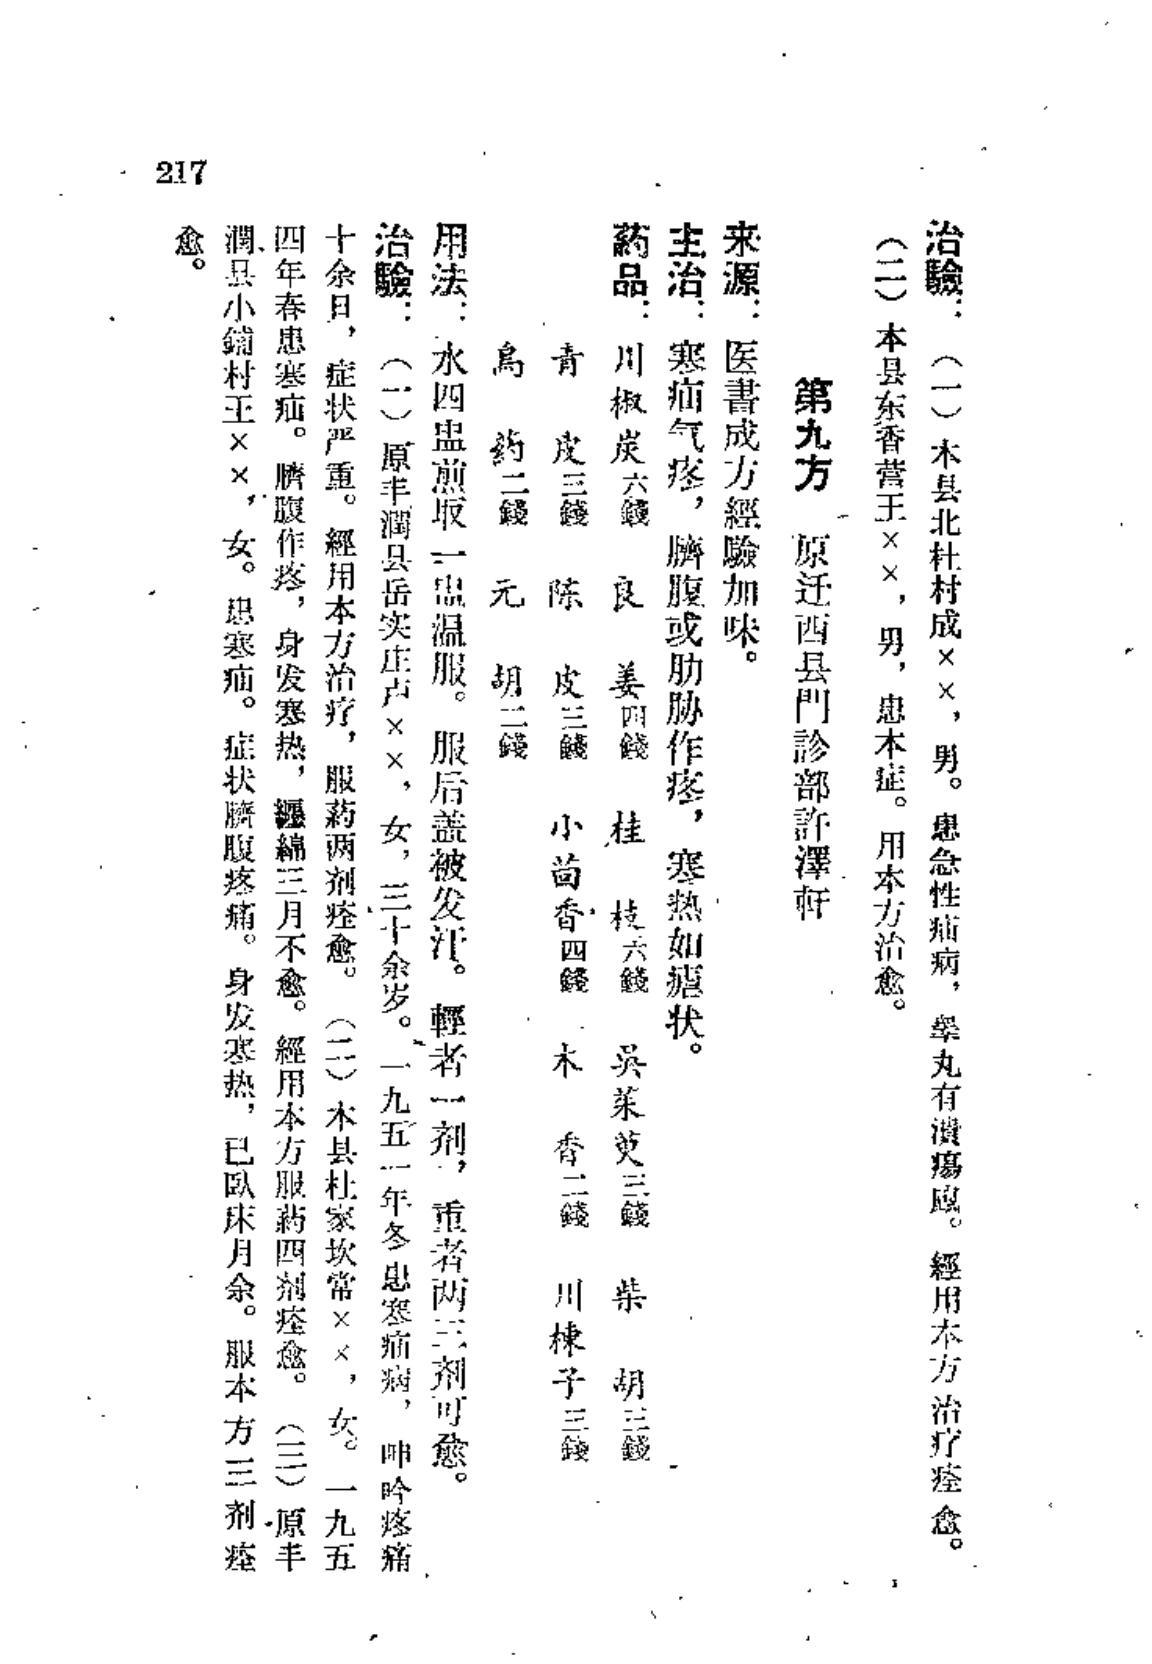 治驗：（一）本县北杜村成××，男。患急性疝病，睾丸有潰瘍面。經用本方治疗痊愈。
（二）本县东香营王××，男，患本症。用本方治愈。
第九方　原迁西县門診部許澤軒
来源：医書成方經驗加味。
主治：寒疝气疼，臍腹或肋胁作疼，寒热如瘧状。
葯品：川椒炭六錢　良姜四錢　桂枝六錢　吳茱萸三錢　柴胡三錢
青皮三錢　陈皮三錢　小茴香四錢　木香二錢　川楝子三錢
烏葯二錢　元胡二錢
用法：水四盅煎取一盅温服。服后盖被发汗。輕者一剂，重者两三剂可愈。
治驗：（一）原丰潤县岳实庄卢××，女，三十余岁。一九五一年冬患寒疝病，呻吟疼痛
十余日，症状严重。經用本方治疗，服葯两剂痊愈。（二）本县杜家坎常××，女。一九五
四年春患寒疝。臍腹作疼，身发寒热，纒綿三月不愈。經用本方服葯四剂痊愈。（三）原丰
潤县小鋪村王××，女。患寒疝。症状臍腹疼痛。身发寒热，已臥床月余。服本方三剂痊
愈。
217